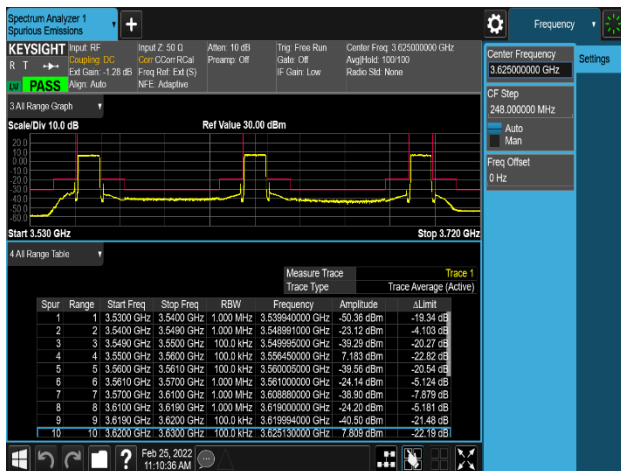 Spectrum Analyzer 1
Spurious Emissions
Frequency
KEYSIGHT
R T
PASS
Input: RF
Coupling: DC
Ext Gain: -1.28 dB
Align: Auto
Input Z: 50 Ω
Corr CCorr RCal
Freq Ref: Ext (S)
NFE: Adaptive
Atten: 10 dB
Preamp: Off
Trig: Free Run
Gate: Off
IF Gain: Low
Center Freq: 3.625000000 GHz
Avg|Hold: 100/100
Radio Std: None
Center Frequency
3.625000000 GHz
Settings
CF Step
248.000000 MHz
Auto
Man
Freq Offset
0 Hz
3 All Range Graph
Scale/Div 10.0 dB
Ref Value 30.00 dBm
20.0
10.0
0.00
-10.0
-20.0
-30.0
-40.0
-50.0
-60.0
Start 3.530 GHz
Stop 3.720 GHz
4 All Range Table
Measure Trace Trace 1
Trace Type Trace Average (Active)
Spur Range Start Freq Stop Freq RBW Frequency Amplitude ΔLimit
1 1 3.5300 GHz 3.5400 GHz 1.000 MHz 3.539940000 GHz -50.36 dBm -19.34 dB
2 2 3.5400 GHz 3.5490 GHz 1.000 MHz 3.548991000 GHz -23.12 dBm -4.103 dB
3 3 3.5490 GHz 3.5500 GHz 100.0 kHz 3.549995000 GHz -39.29 dBm -20.27 dB
4 4 3.5500 GHz 3.5600 GHz 100.0 kHz 3.556450000 GHz 7.183 dBm -22.82 dB
5 5 3.5600 GHz 3.5610 GHz 100.0 kHz 3.560005000 GHz -39.56 dBm -20.54 dB
6 6 3.5610 GHz 3.5700 GHz 1.000 MHz 3.561000000 GHz -24.14 dBm -5.124 dB
7 7 3.5700 GHz 3.6100 GHz 1.000 MHz 3.608880000 GHz -38.90 dBm -7.879 dB
8 8 3.6100 GHz 3.6190 GHz 1.000 MHz 3.619000000 GHz -24.20 dBm -5.181 dB
9 9 3.6190 GHz 3.6200 GHz 100.0 kHz 3.619994000 GHz -40.50 dBm -21.48 dB
10 10 3.6200 GHz 3.6300 GHz 100.0 kHz 3.625130000 GHz 7.809 dBm -22.19 dB
?
Feb 25, 2022
11:10:36 AM